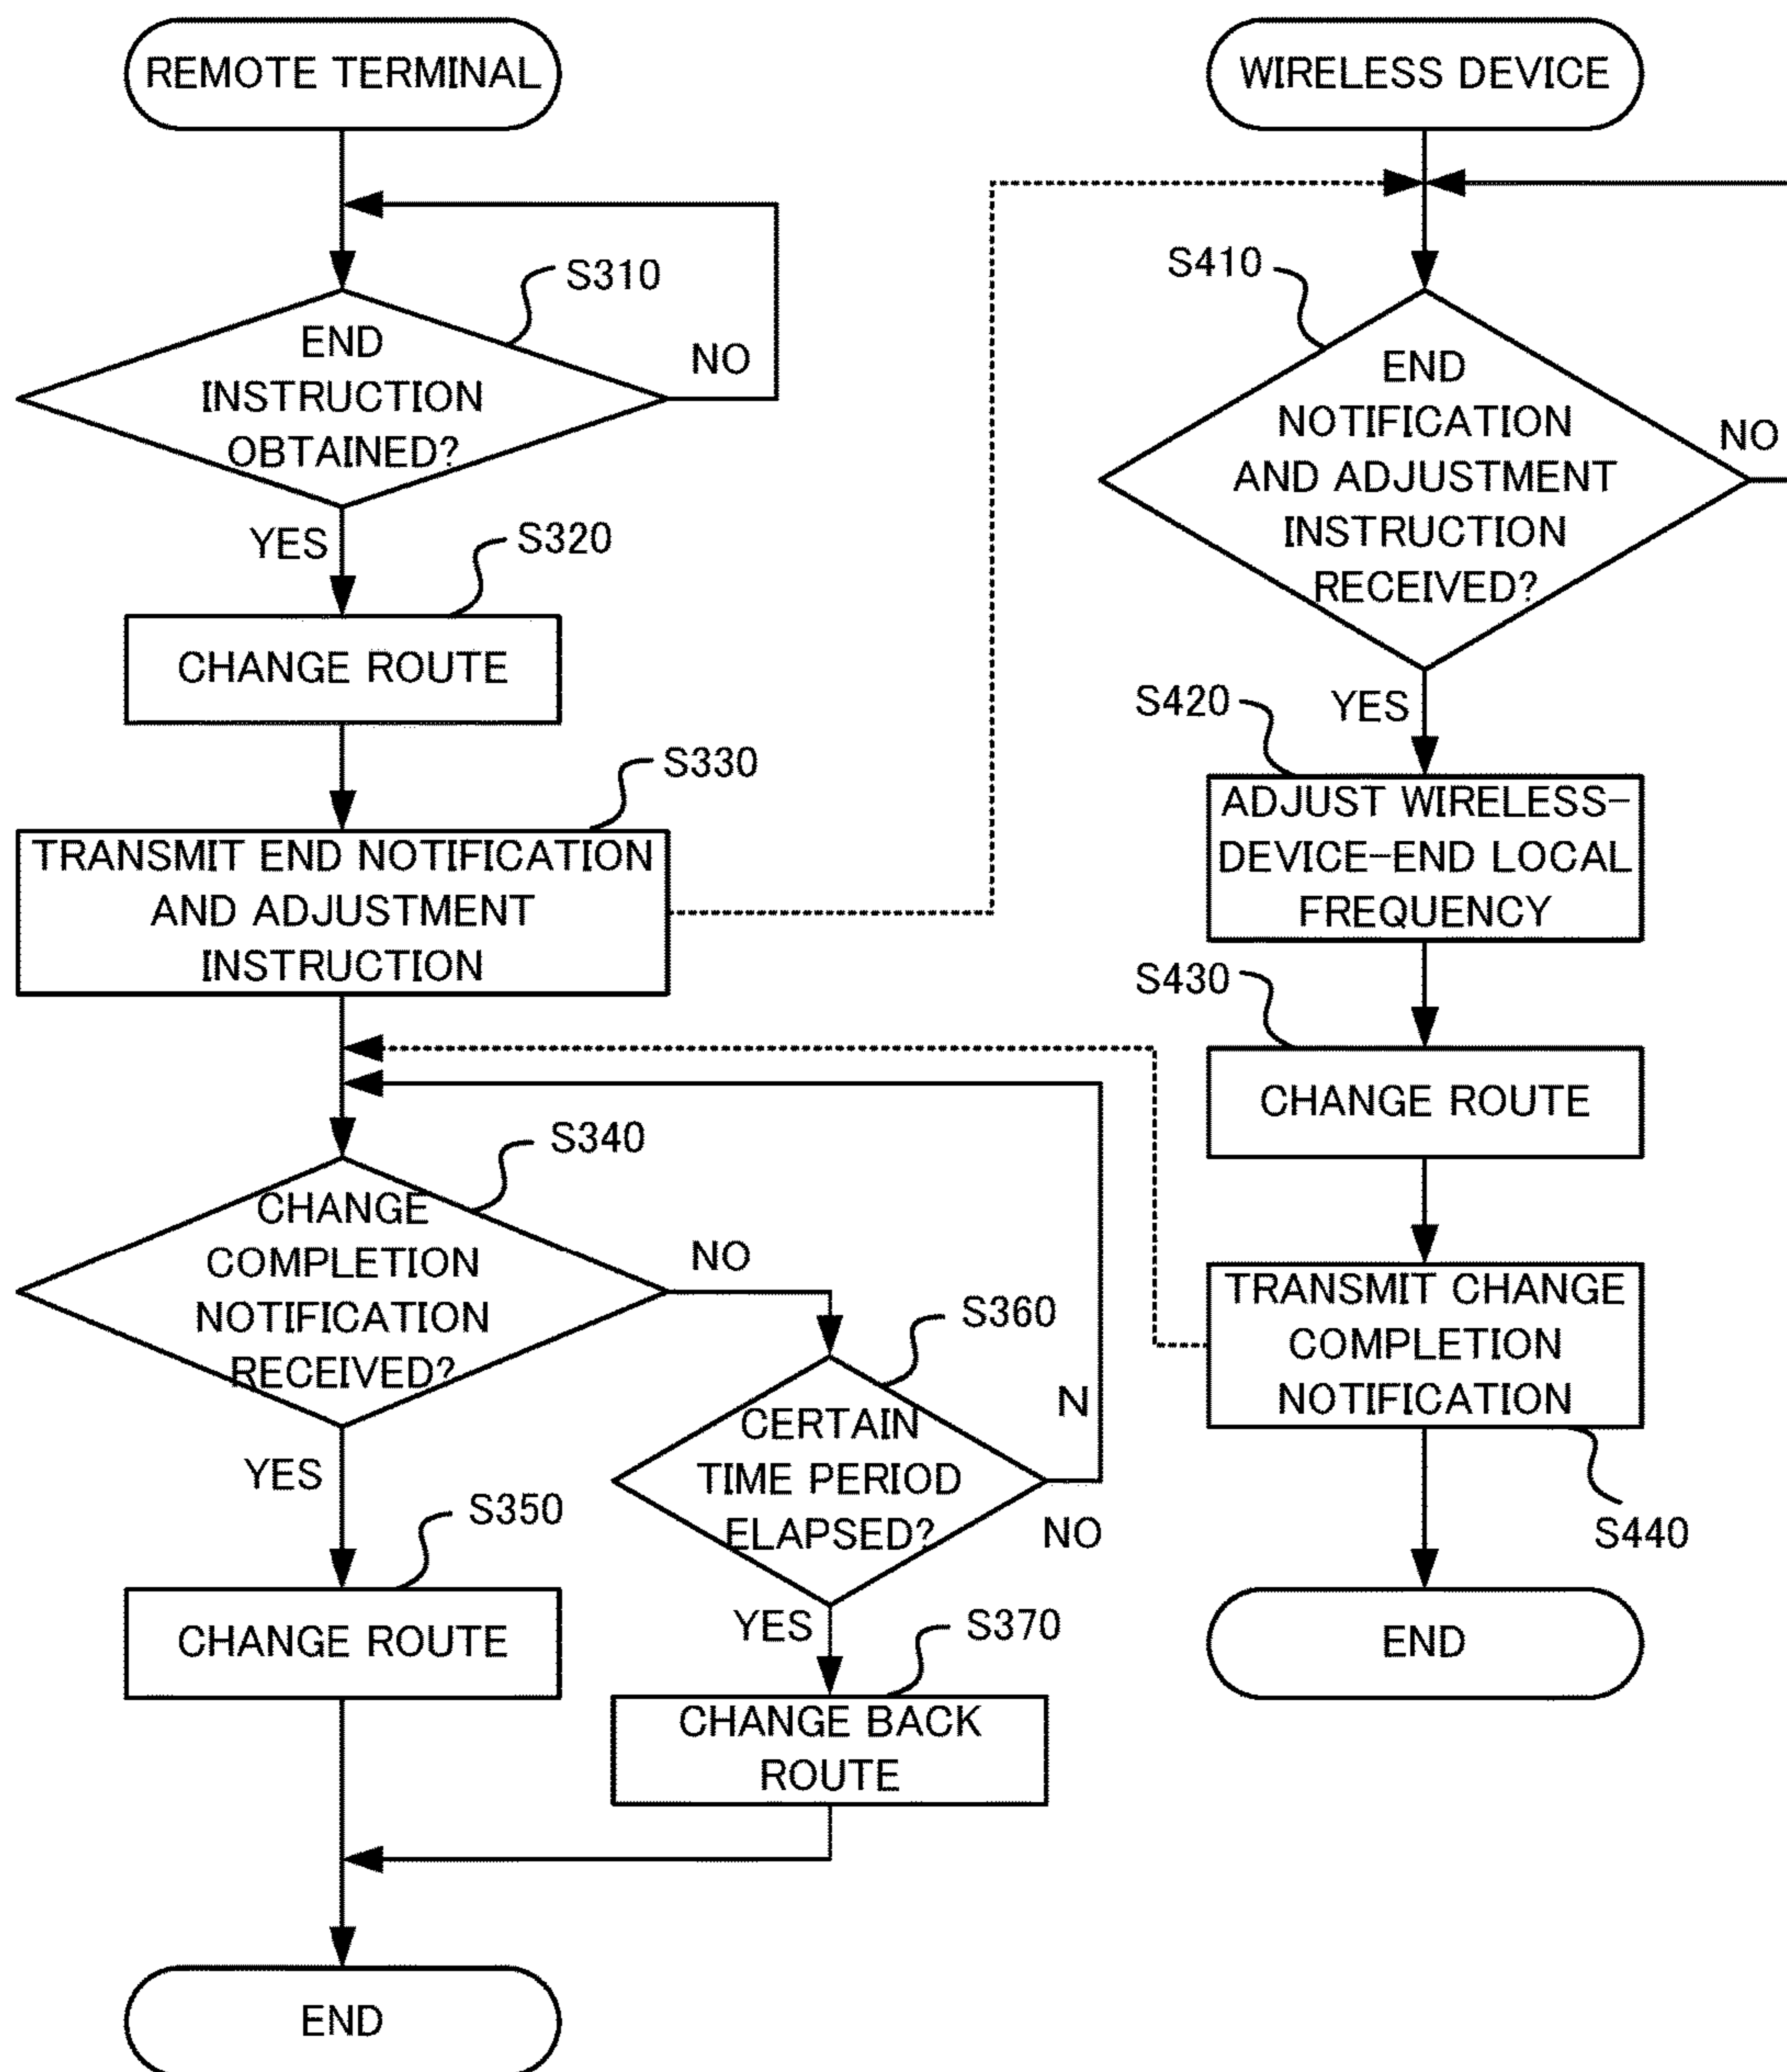 REMOTE TERMINAL
S310
END
INSTRUCTION
OBTAINED?
NO
YES
S320
CHANGE ROUTE
S330
TRANSMIT END NOTIFICATION
AND ADJUSTMENT
INSTRUCTION
S340
CHANGE
COMPLETION
NOTIFICATION
RECEIVED?
NO
YES
S360
CERTAIN
TIME PERIOD
ELAPSED?
N
NO
YES
S350
CHANGE ROUTE
S370
CHANGE BACK
ROUTE
END
WIRELESS DEVICE
S410
END
NOTIFICATION
AND ADJUSTMENT
INSTRUCTION
RECEIVED?
NO
YES
S420
ADJUST WIRELESS-
DEVICE-END LOCAL
FREQUENCY
S430
CHANGE ROUTE
TRANSMIT CHANGE
COMPLETION
NOTIFICATION
S440
END